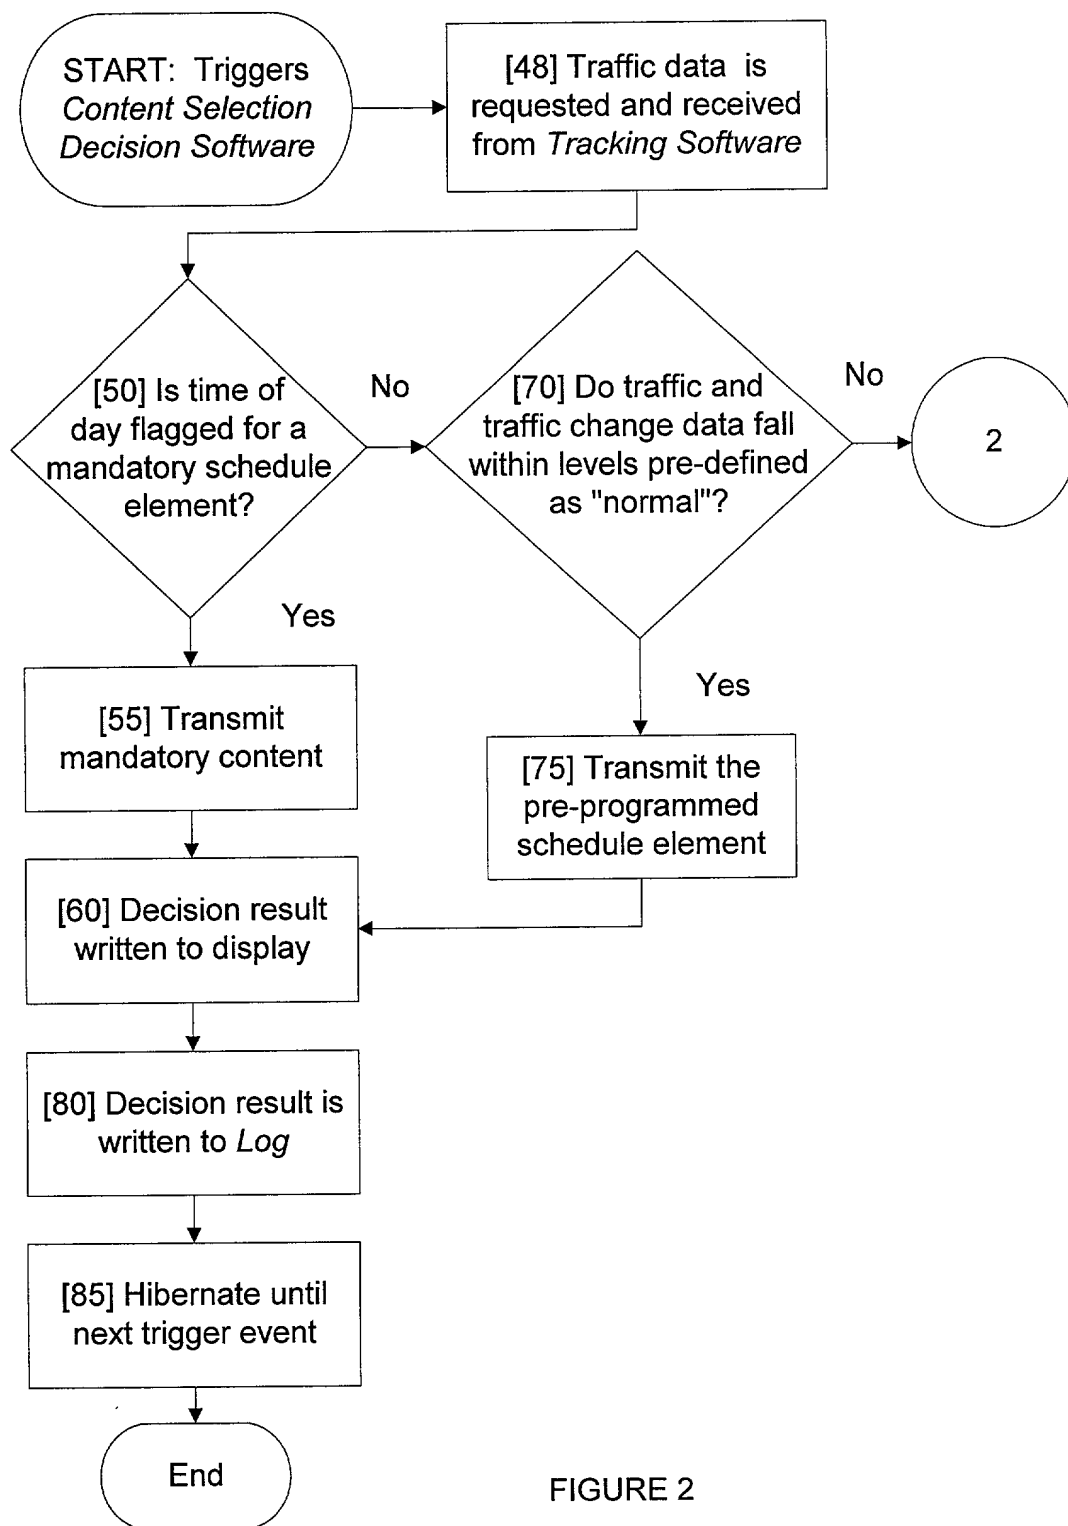 START: Triggers
Content Selection
Decision Software
[48] Traffic data is
requested and received
from Tracking Software
[50] Is time of
day flagged for a
mandatory schedule
element?
No
[70] Do traffic and
traffic change data fall
within levels pre-defined
as "normal"?
No
2
Yes
[55] Transmit
mandatory content
Yes
[75] Transmit the
pre-programmed
schedule element
[60] Decision result
written to display
[80] Decision result is
written to Log
[85] Hibernate until
next trigger event
End
FIGURE 2